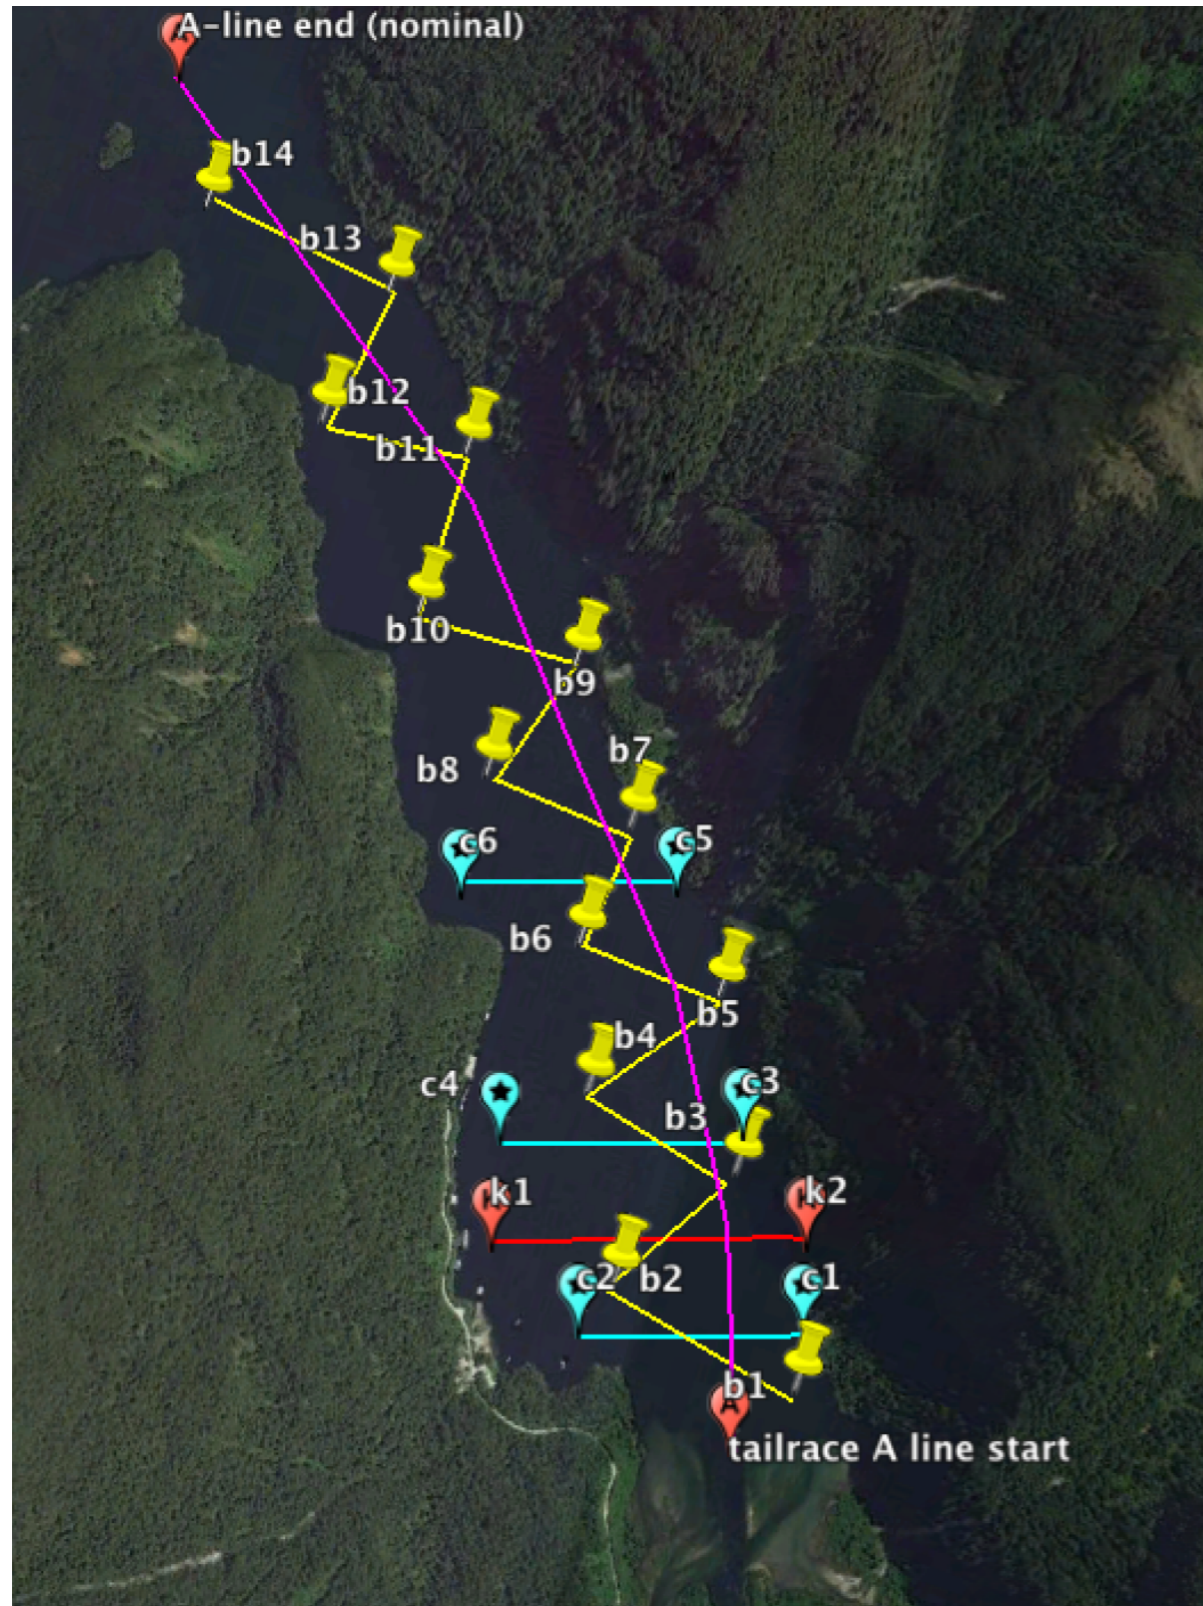 A-line end (nominal)
b14
b13
b12
b11
b10
b9
b7
b8
c6
c5
b6
b5
b4
c4
c3
b3
k1
k2
c2
b2
c1
b1
A
tailrace A line start